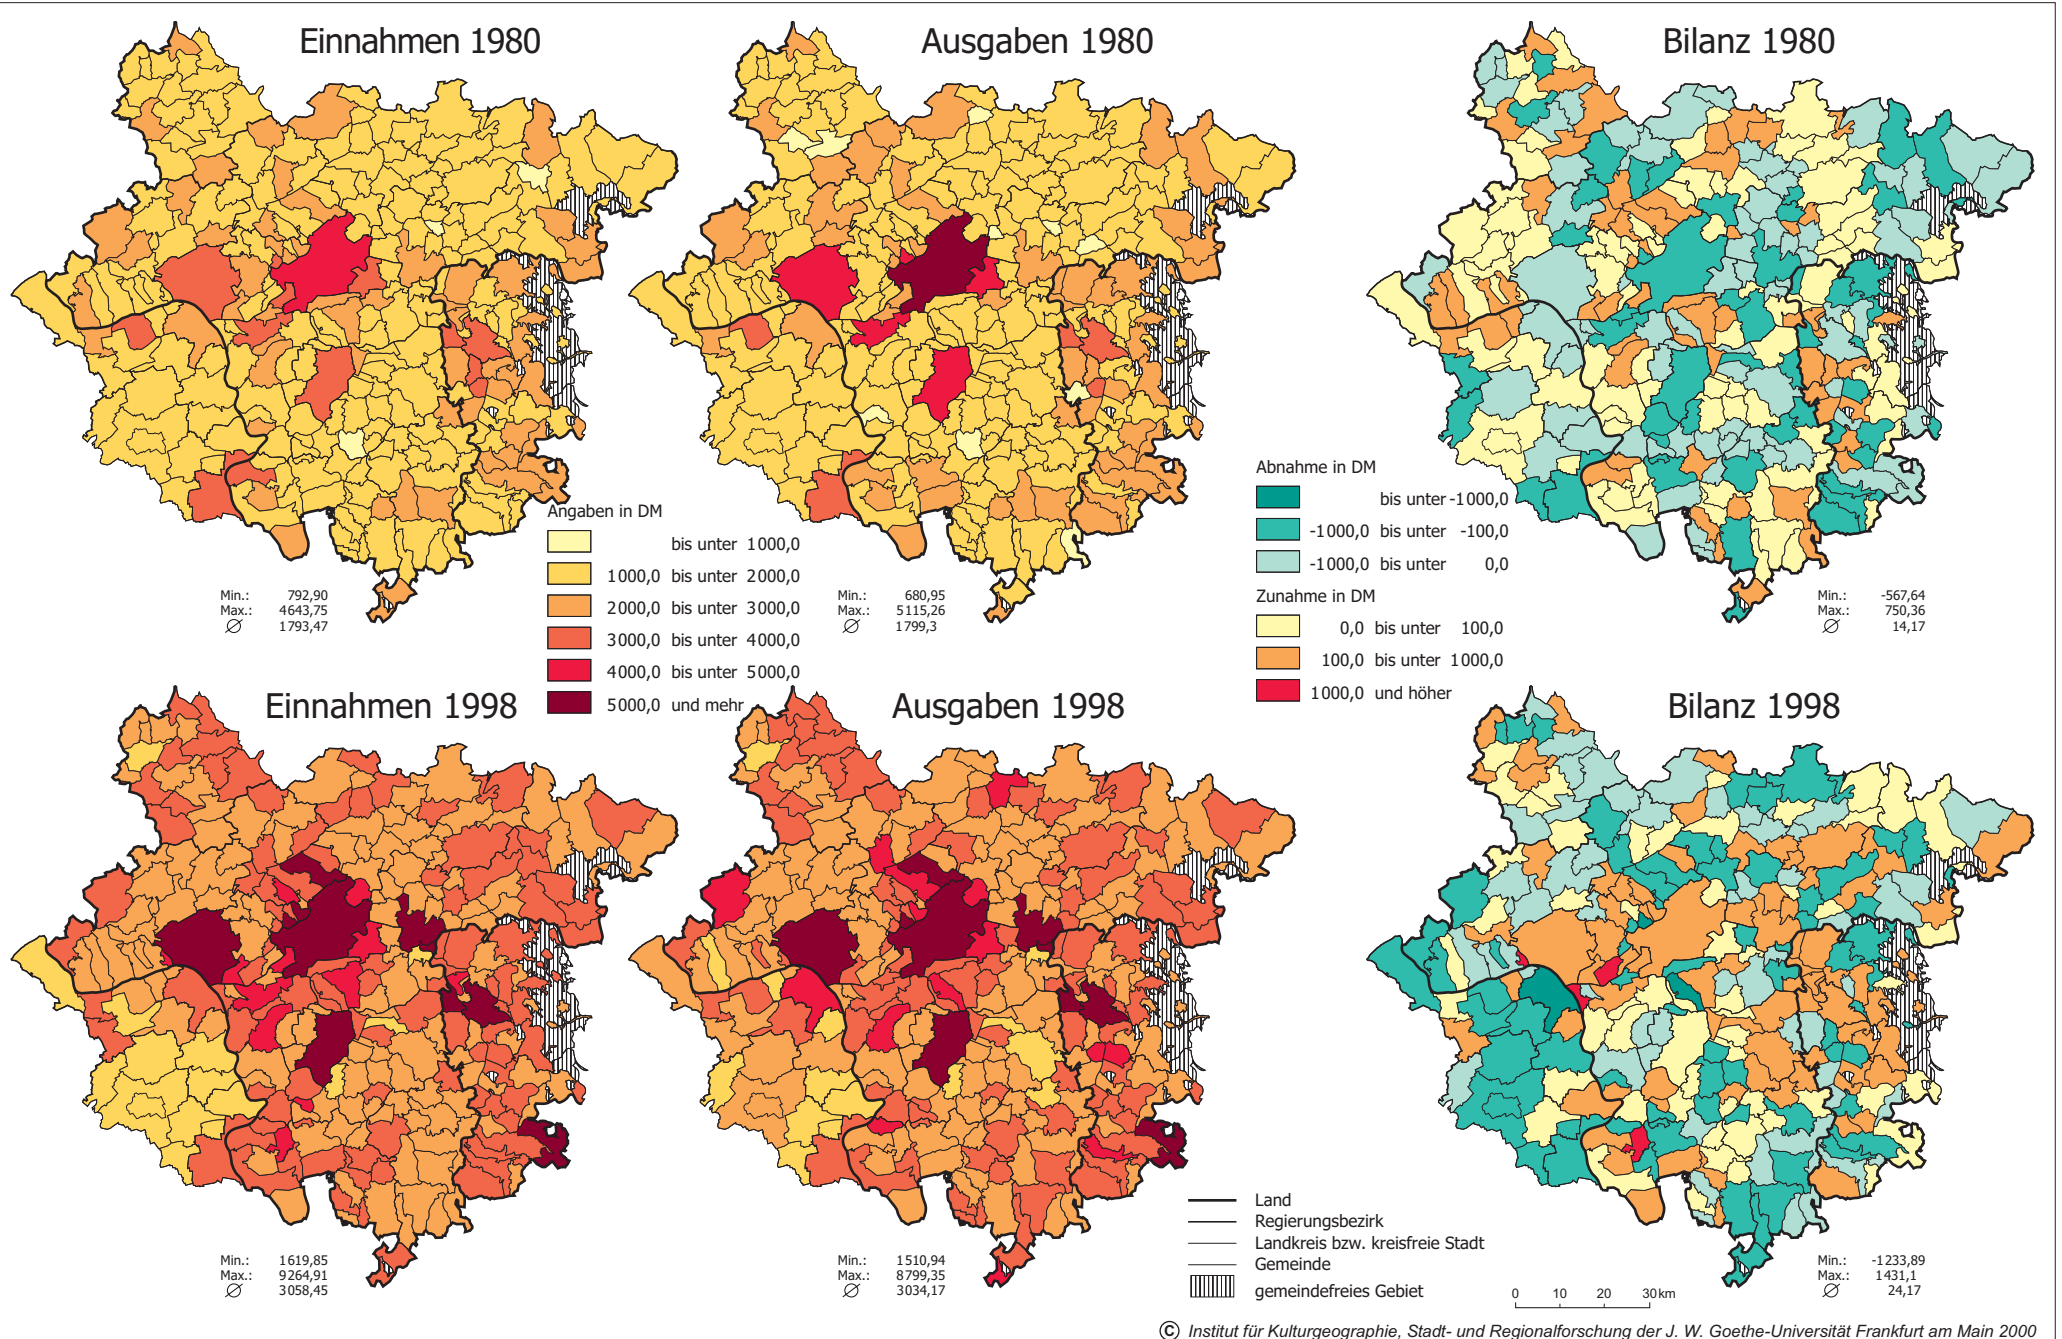 Einnahmen 1980
Ausgaben 1980
Bilanz 1980
Angaben in DM
bis unter 1000,0
1000,0 bis unter 2000,0
2000,0 bis unter 3000,0
3000,0 bis unter 4000,0
4000,0 bis unter 5000,0
5000,0 und mehr
Abnahme in DM
bis unter -1000,0
-1000,0 bis unter -100,0
-1000,0 bis unter 0,0
Zunahme in DM
0,0 bis unter 100,0
100,0 bis unter 1000,0
1000,0 und höher
Min.: 792,90
Max.: 4643,75
∅ 1793,47
Min.: 680,95
Max.: 5115,26
∅ 1799,3
Min.: -567,64
Max.: 750,36
∅ 14,17
Einnahmen 1998
Ausgaben 1998
Bilanz 1998
Min.: 1619,85
Max.: 9264,91
∅ 3058,45
Min.: 1510,94
Max.: 8799,35
∅ 3034,17
Land
Regierungsbezirk
Landkreis bzw. kreisfreie Stadt
Gemeinde
gemeindefreies Gebiet
0 10 20 30 km
Min.: -1233,89
Max.: 1431,1
∅ 24,17
© Institut für Kulturgeographie, Stadt- und Regionalforschung der J. W. Goethe-Universität Frankfurt am Main 2000